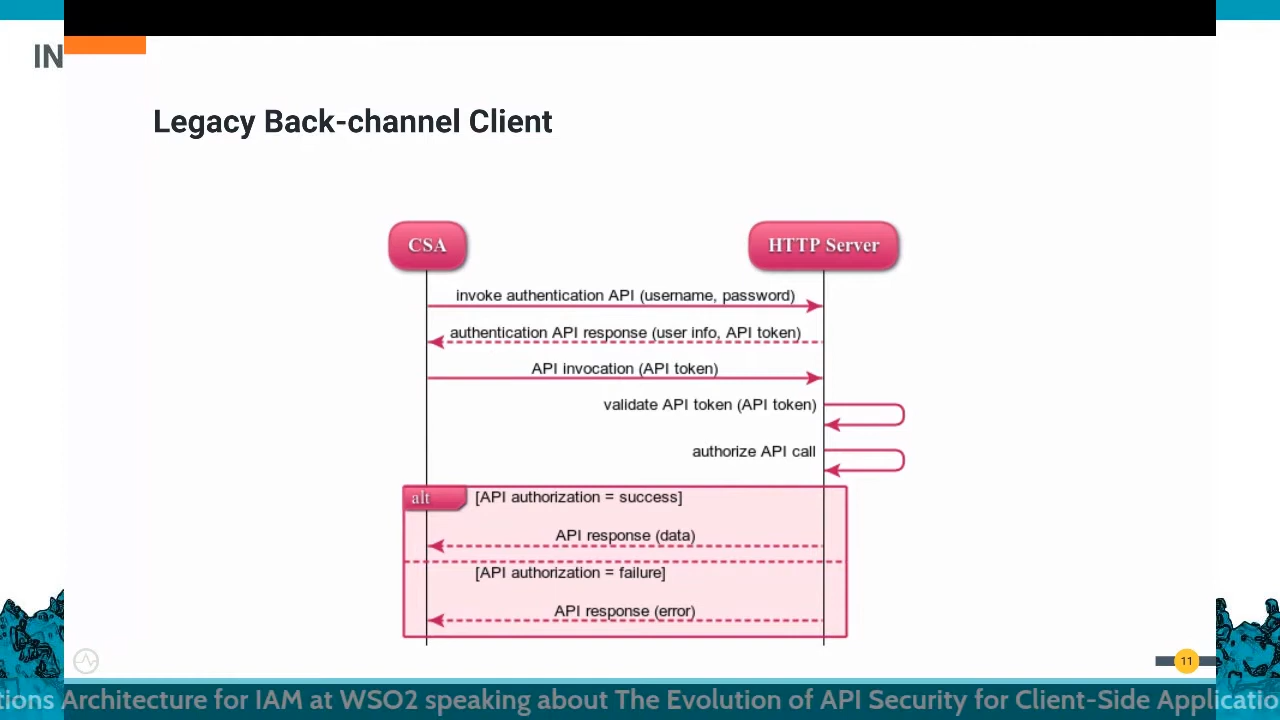 IN
Legacy Back-channel Client
CSA
HTTP Server
invoke authentication API (username, password)
authentication API response (user info, API token)
API invocation (API token)
validate API token (API token)
authorize API call
alt
[API authorization = success]
API response (data)
[API authorization = failure]
API response (error)
11
tions Architecture for IAM at WSO2 speaking about The Evolution of API Security for Client-Side Applicatio